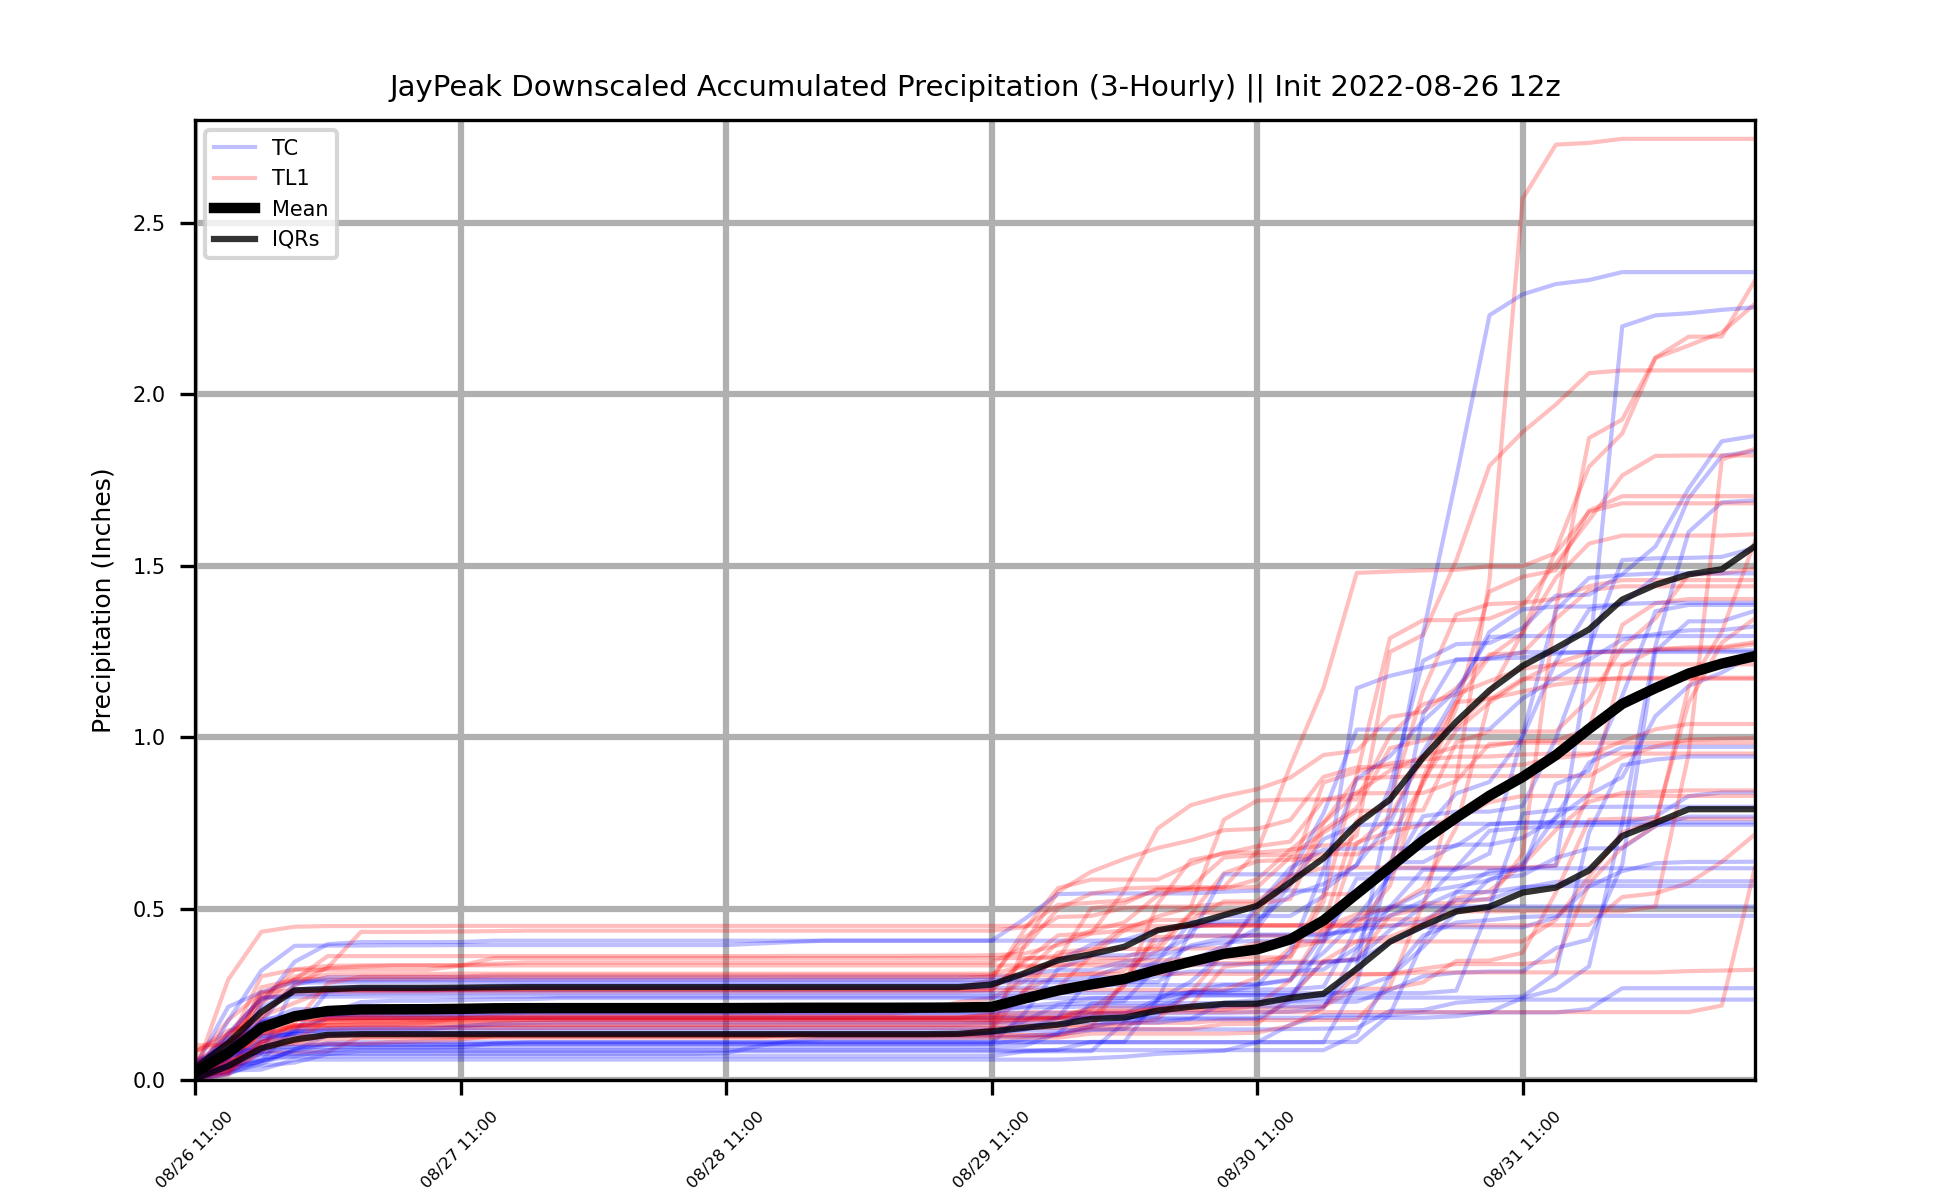 JayPeak Downscaled Accumulated Precipitation (3-Hourly) || Init 2022-08-26 12z
TC
TL1
Mean
IQRs
Precipitation (Inches)
2.5
2.0
1.5
1.0
0.5
0.0
08/26 11:00
08/27 11:00
08/28 11:00
08/29 11:00
08/30 11:00
08/31 11:00